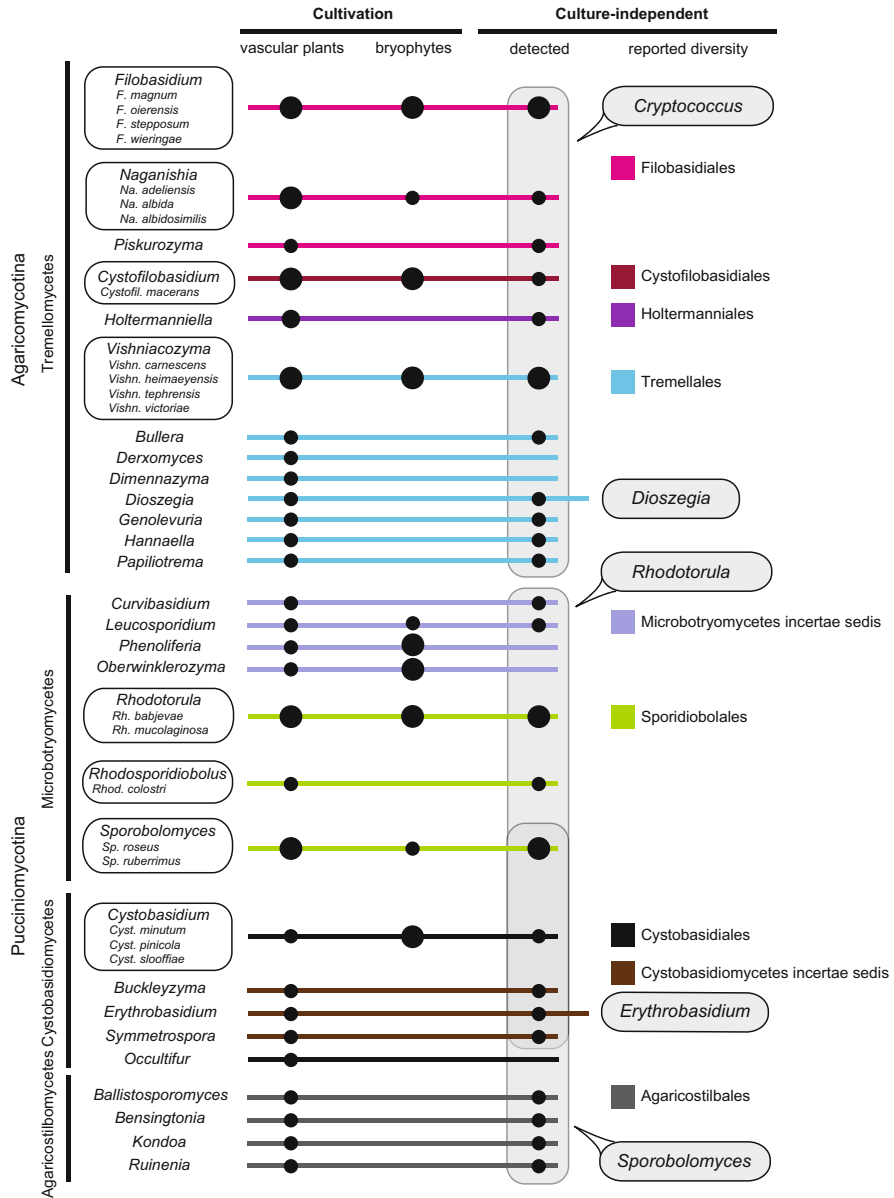 Cultivation
Culture-independent
vascular plants
bryophytes
detected
reported diversity
Agaricomycotina
Tremellomycetes
Filobasidium
F. magnum
F. oierensis
F. stepposum
F. wieringae
Cryptococcus
Filobasidiales
Naganishia
Na. adeliensis
Na. albida
Na. albidosimilis
Piskurozyma
Cystofilobasidium
Cystofil. macerans
Cystofilobasidiales
Holtermanniella
Holtermanniales
Vishniacozyma
Vishn. carnescens
Vishn. heimaeyensis
Vishn. tephrensis
Vishn. victoriae
Tremellales
Bullera
Derxomyces
Dimennazyma
Dioszegia
Dioszegia
Genolevuria
Hannaella
Papiliotrema
Rhodotorula
Pucciniomycotina
Microbotryomycetes
Curvibasidium
Leucosporidium
Microbotryomycetes incertae sedis
Phenoliferia
Oberwinklerozyma
Rhodotorula
Rh. babjevae
Rh. mucolaginosa
Sporidiobolales
Rhodosporidiobolus
Rhod. colostri
Sporobolomyces
Sp. roseus
Sp. ruberrimus
Cystobasidiomycetes
Cystobasidium
Cyst. minutum
Cyst. pinicola
Cyst. slooffiae
Cystobasidiales
Cystobasidiomycetes incertae sedis
Buckleyzyma
Erythrobasidium
Erythrobasidium
Symmetrospora
Occultifur
Agaricostilbomycetes
Ballistosporomyces
Agaricostilbales
Bensingtonia
Kondoa
Ruinenia
Sporobolomyces